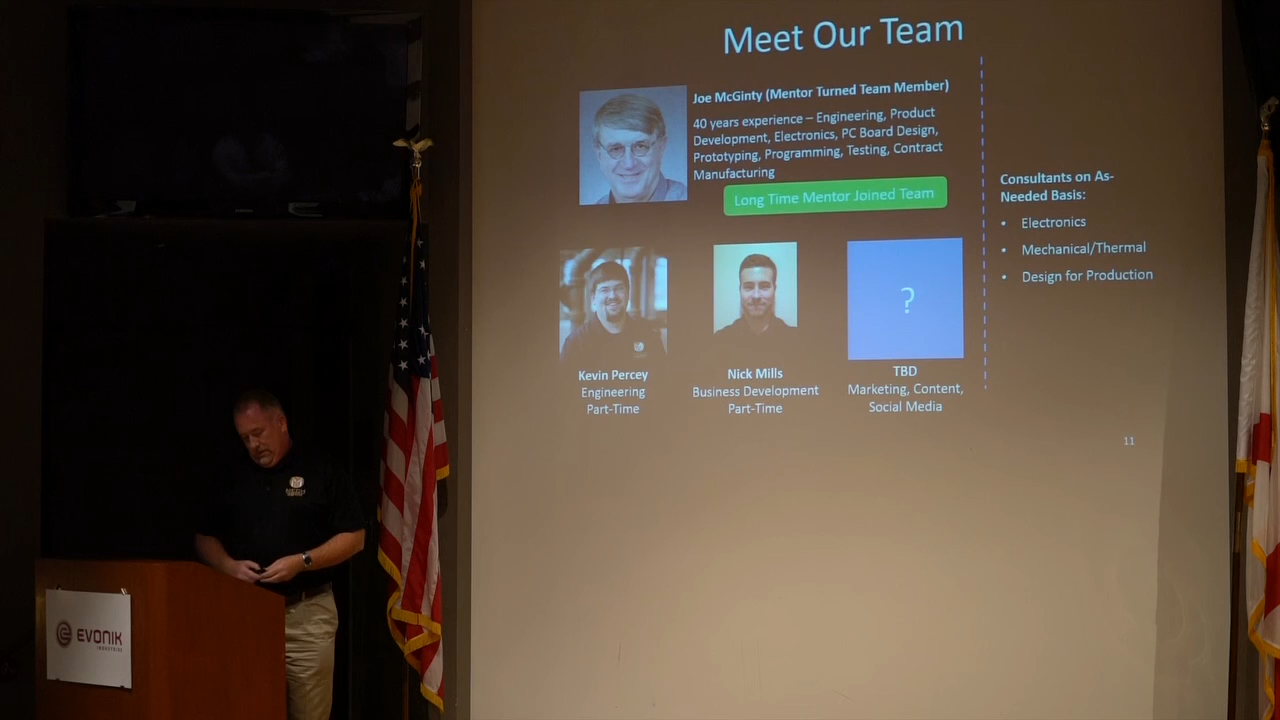 Meet Our Team
Joe McGinty (Mentor Turned Team Member)
40 years experience – Engineering, Product
Development, Electronics, PC Board Design,
Prototyping, Programming, Testing, Contract
Manufacturing
Long Time Mentor Joined Team
Kevin Percey
Engineering
Part-Time
Nick Mills
Business Development
Part-Time
?
TBD
Marketing, Content,
Social Media
Consultants on As-
Needed Basis:
• Electronics
• Mechanical/Thermal
• Design for Production
11
EVONIK
INDUSTRIES